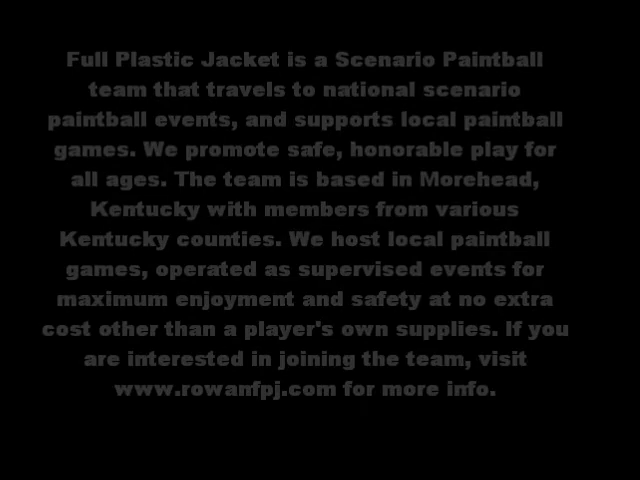 Full Plastic Jacket is a Scenario Paintball
team that travels to national scenario
paintball events, and supports local paintball
games. We promote safe, honorable play for
all ages. The team is based in Morehead,
Kentucky with members from various
Kentucky counties. We host local paintball
games, operated as supervised events for
maximum enjoyment and safety at no extra
cost other than a player's own supplies. If you
are interested in joining the team, visit
www.rowanfpj.com for more info.